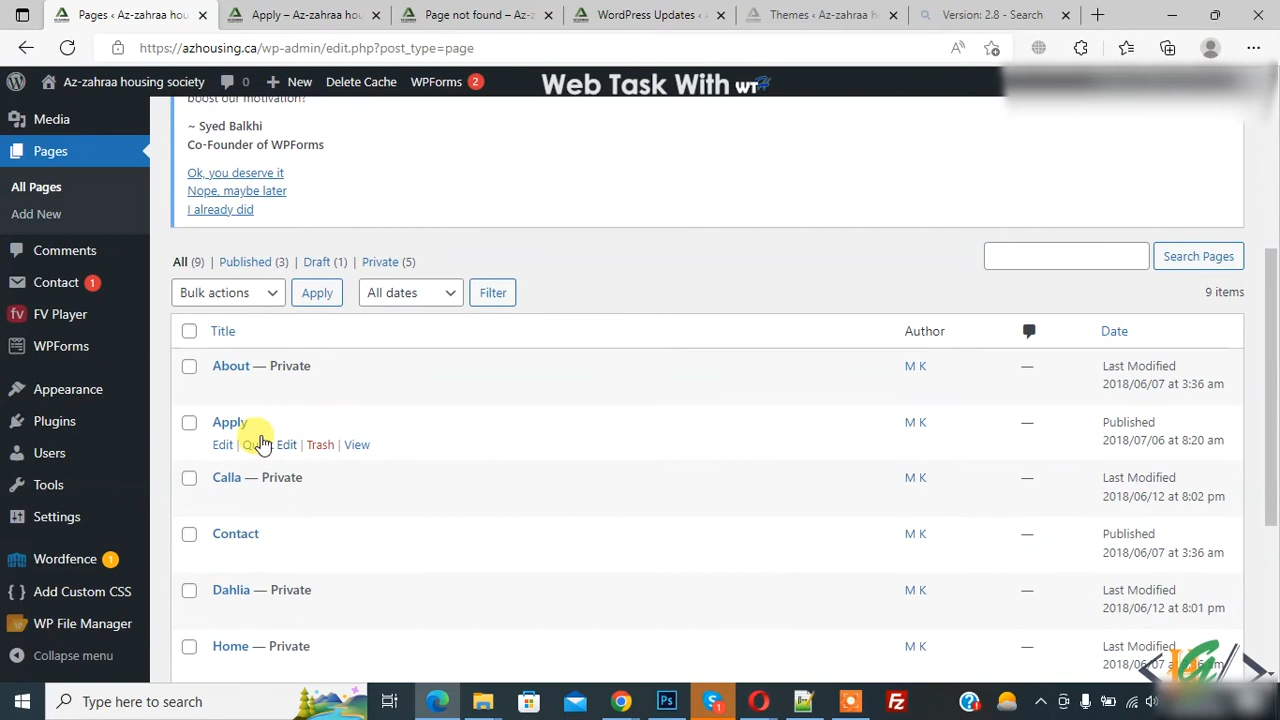 Pages ‹ Az-zahraa hou
Apply – Az-zahraa housing
Page not found – Az-z
WordPress Updates ‹ A
Themes ‹ Az-zahraa ho
Version: 2.8 - Search
https://azhousing.ca/wp-admin/edit.php?post_type=page
Az-zahraa housing society
0
New
Delete Cache
WPForms 2
Web Task With WT
Media
Pages
All Pages
Add New
Comments
Contact 1
FV Player
WPForms
Appearance
Plugins
Users
Tools
Settings
Wordfence 1
Add Custom CSS
WP File Manager
Collapse menu
boost our motivation?
~ Syed Balkhi
Co-Founder of WPForms
Ok, you deserve it
Nope, maybe later
I already did
All (9) | Published (3) | Draft (1) | Private (5)
Search Pages
Bulk actions Apply All dates Filter
9 items
Title Author Date
About — Private M K — Last Modified
2018/06/07 at 3:36 am
Apply M K — Published
Edit | Quick Edit | Trash | View 2018/07/06 at 8:20 am
Calla — Private M K — Last Modified
2018/06/12 at 8:02 pm
Contact M K — Published
2018/06/07 at 3:36 am
Dahlia — Private M K — Last Modified
2018/06/12 at 8:01 pm
Home — Private M K — Last Modified
Type here to search